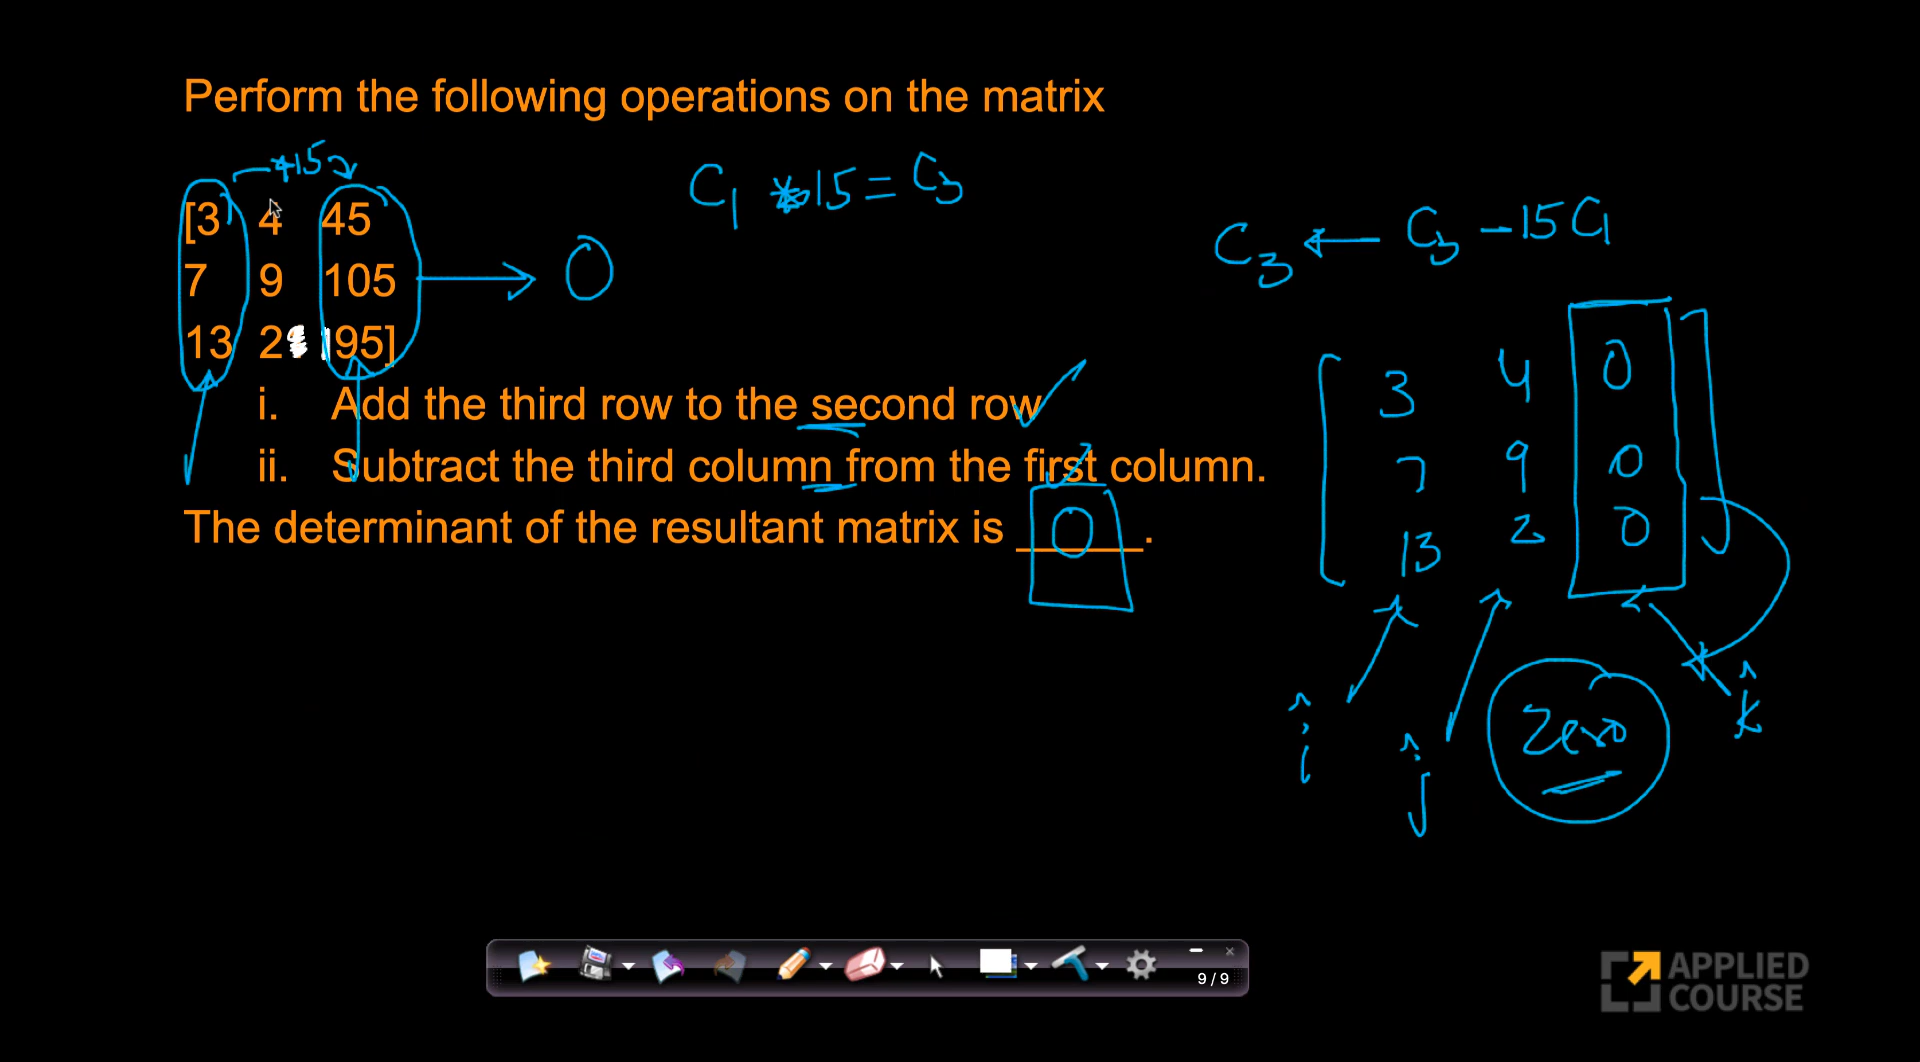 Perform the following operations on the matrix
*15
[3 4 45
7 9 105
13 2 195]
C1 * 15 = C3
0
C3 ← C3 - 15 C1
i. Add the third row to the second row
ii. Subtract the third column from the first column.
The determinant of the resultant matrix is __0__.
[ 3 4 0 ]
7 9 0
13 2 0
î ĵ k̂
Zero
9 / 9
APPLIED
COURSE